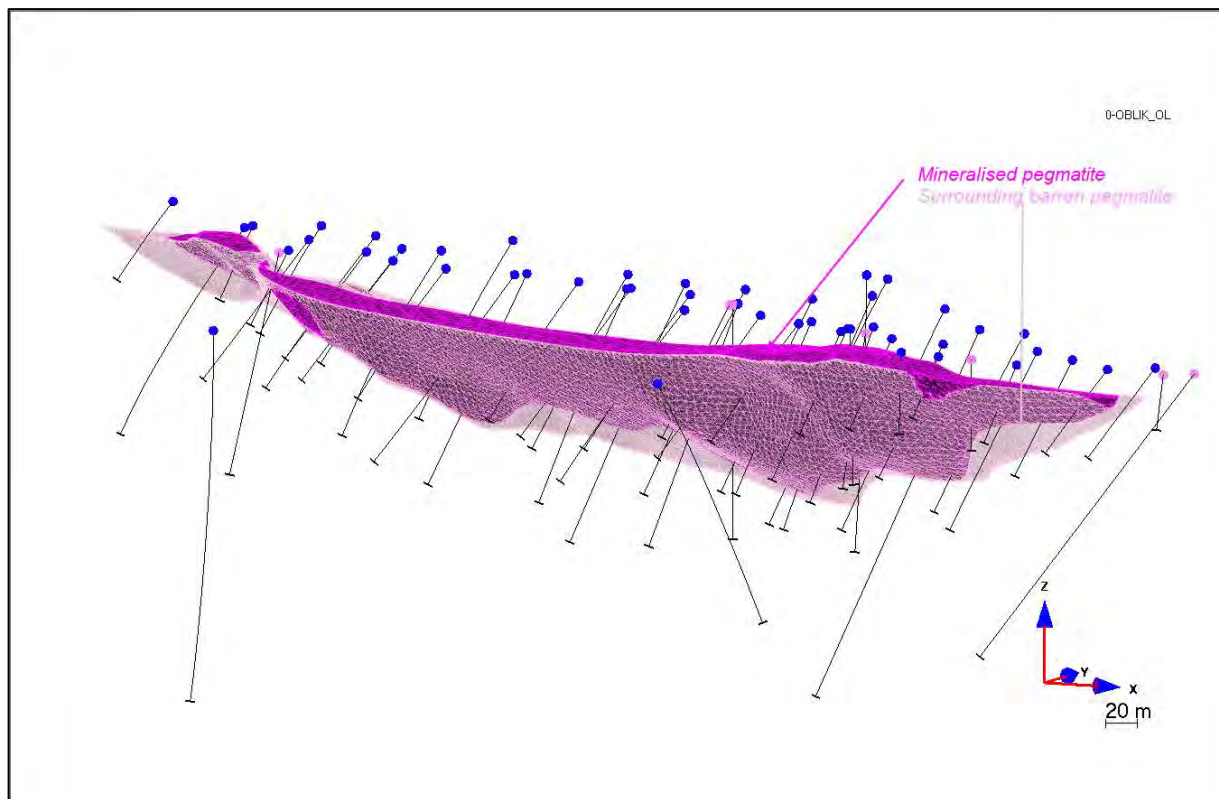 0-OBLIK_OL
Mineralised pegmatite
Surrounding barren pegmatite
Z
Y
X
20 m